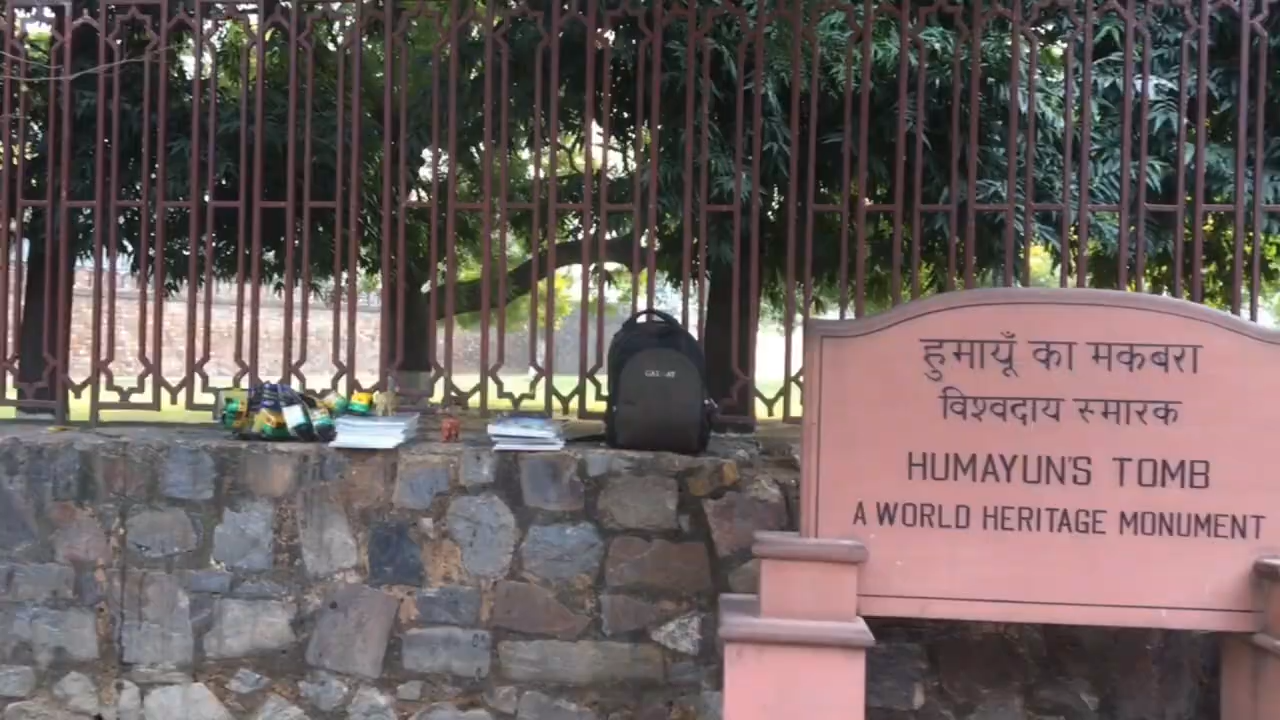 हुमायूँ का मकबरा
विश्वदाय स्मारक
HUMAYUN'S TOMB
A WORLD HERITAGE MONUMENT